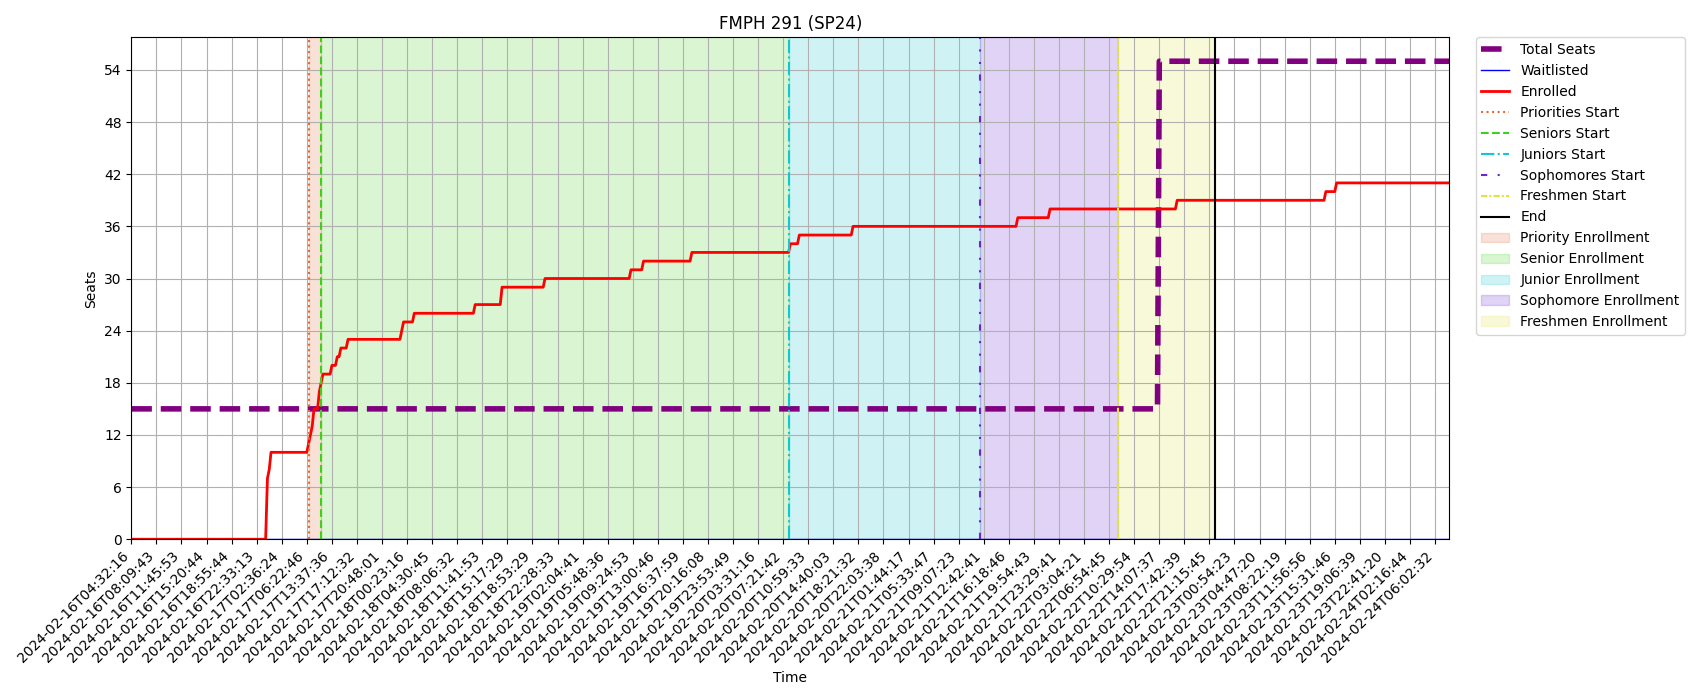 FMPH 291 (SP24)
Seats
54
48
42
36
30
24
18
12
6
0
2024-02-16T04:32:16
2024-02-16T08:09:43
2024-02-16T11:45:53
2024-02-16T15:20:44
2024-02-16T18:55:44
2024-02-16T22:33:13
2024-02-17T02:36:24
2024-02-17T06:22:46
2024-02-17T13:37:36
2024-02-17T17:12:32
2024-02-17T20:48:01
2024-02-18T00:23:16
2024-02-18T04:30:45
2024-02-18T08:06:32
2024-02-18T11:41:53
2024-02-18T15:17:29
2024-02-18T18:53:29
2024-02-18T22:28:33
2024-02-19T02:04:41
2024-02-19T05:48:36
2024-02-19T09:24:53
2024-02-19T13:00:46
2024-02-19T16:37:59
2024-02-19T20:16:08
2024-02-19T23:53:49
2024-02-20T03:31:16
2024-02-20T07:21:42
2024-02-20T10:59:33
2024-02-20T14:40:03
2024-02-20T18:21:32
2024-02-20T22:03:38
2024-02-21T01:44:17
2024-02-21T05:33:47
2024-02-21T09:07:23
2024-02-21T12:42:41
2024-02-21T16:18:46
2024-02-21T19:54:43
2024-02-21T23:29:41
2024-02-22T03:04:21
2024-02-22T06:54:45
2024-02-22T10:29:54
2024-02-22T14:07:37
2024-02-22T17:42:39
2024-02-22T21:15:45
2024-02-23T00:54:23
2024-02-23T04:47:20
2024-02-23T08:22:19
2024-02-23T11:56:56
2024-02-23T15:31:46
2024-02-23T19:06:39
2024-02-23T22:41:20
2024-02-24T02:16:44
2024-02-24T06:02:32
Time
Total Seats
Waitlisted
Enrolled
Priorities Start
Seniors Start
Juniors Start
Sophomores Start
Freshmen Start
End
Priority Enrollment
Senior Enrollment
Junior Enrollment
Sophomore Enrollment
Freshmen Enrollment